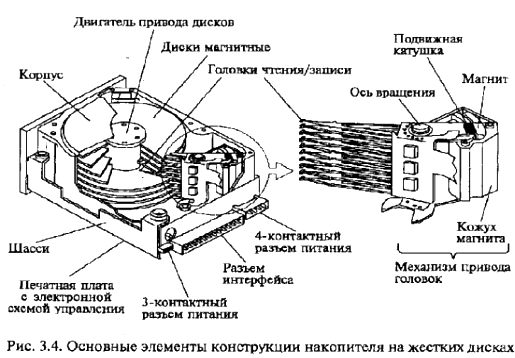 Двигатель привода дисков
Диски магнитные
Головки чтения/записи
Корпус
Подвижная
катушка
Ось вращения
Магнит
Шасси
Печатная плата
с электронной
схемой управления
3-контактный
разъем питания
Разъем
интерфейса
4-контактный
разъем питания
Кожух
магнита
Механизм привода
головок
Рис. 3.4. Основные элементы конструкции накопителя на жестких дисках